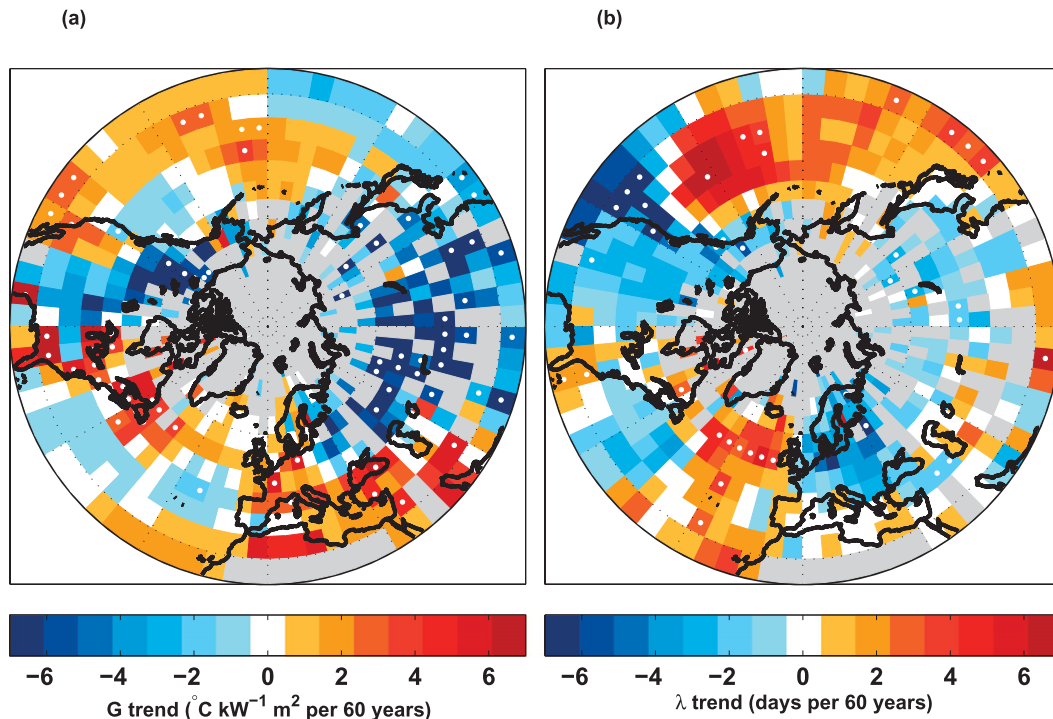 (a) (b)
−6 −4 −2 0 2 4 6 −6 −4 −2 0 2 4 6
G trend (°C kW⁻¹ m² per 60 years) λ trend (days per 60 years)